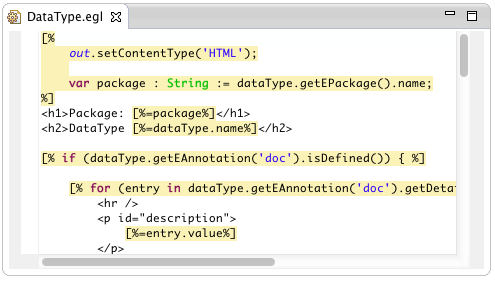 DataType.egl
[%
out.setContentType('HTML');
var package : String := dataType.getEPackage().name;
%]
<h1>Package: [%=package%]</h1>
<h2>DataType [%=dataType.name%]</h2>
[% if (dataType.getEAnnotation('doc').isDefined()) { %]
[% for (entry in dataType.getEAnnotation('doc').getDeta
<hr />
<p id="description">
[%=entry.value%]
</p>